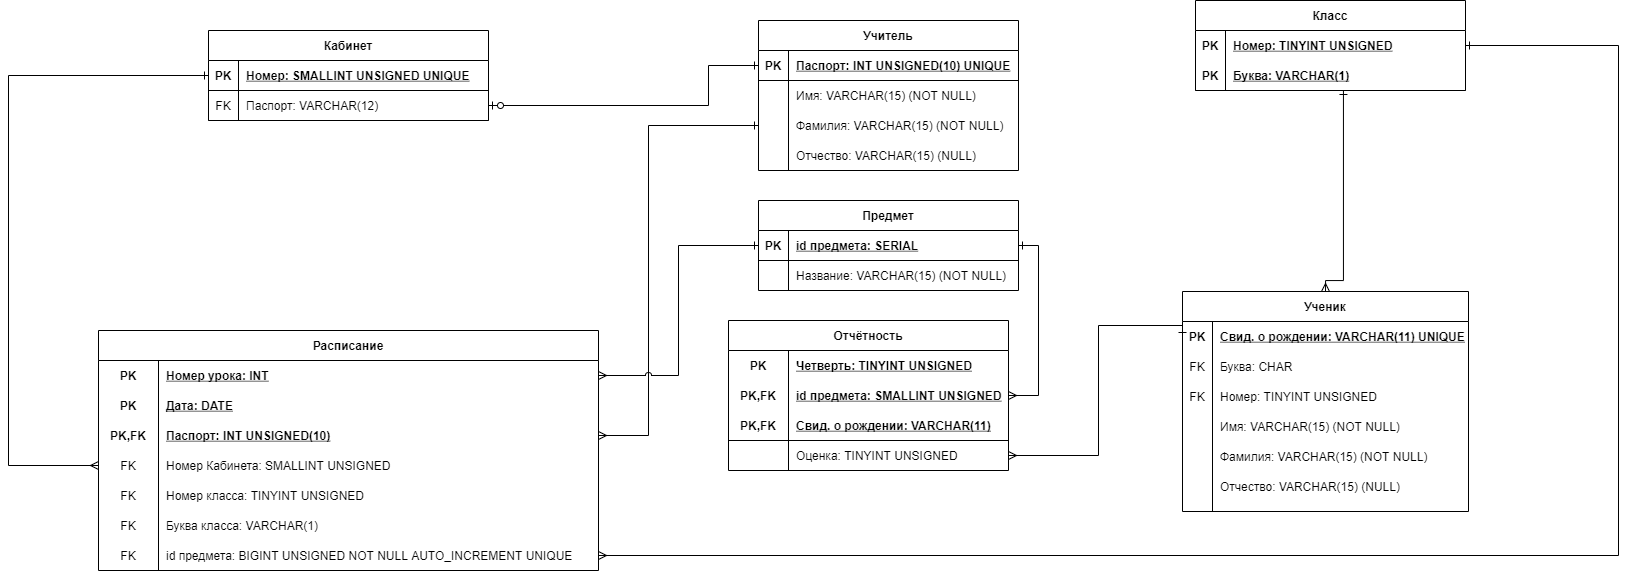 Кабинет
PK Номер: SMALLINT UNSIGNED UNIQUE
FK Паспорт: VARCHAR(12)
Учитель
PK Паспорт: INT UNSIGNED(10) UNIQUE
Имя: VARCHAR(15) (NOT NULL)
Фамилия: VARCHAR(15) (NOT NULL)
Отчество: VARCHAR(15) (NULL)
Класс
PK Номер: TINYINT UNSIGNED
PK Буква: VARCHAR(1)
Предмет
PK id предмета: SERIAL
Название: VARCHAR(15) (NOT NULL)
Расписание
PK Номер урока: INT
PK Дата: DATE
PK,FK Паспорт: INT UNSIGNED(10)
FK Номер Кабинета: SMALLINT UNSIGNED
FK Номер класса: TINYINT UNSIGNED
FK Буква класса: VARCHAR(1)
FK id предмета: BIGINT UNSIGNED NOT NULL AUTO_INCREMENT UNIQUE
Отчётность
PK Четверть: TINYINT UNSIGNED
PK,FK id предмета: SMALLINT UNSIGNED
PK,FK Свид. о рождении: VARCHAR(11)
Оценка: TINYINT UNSIGNED
Ученик
PK Свид. о рождении: VARCHAR(11) UNIQUE
FK Буква: CHAR
FK Номер: TINYINT UNSIGNED
Имя: VARCHAR(15) (NOT NULL)
Фамилия: VARCHAR(15) (NOT NULL)
Отчество: VARCHAR(15) (NULL)